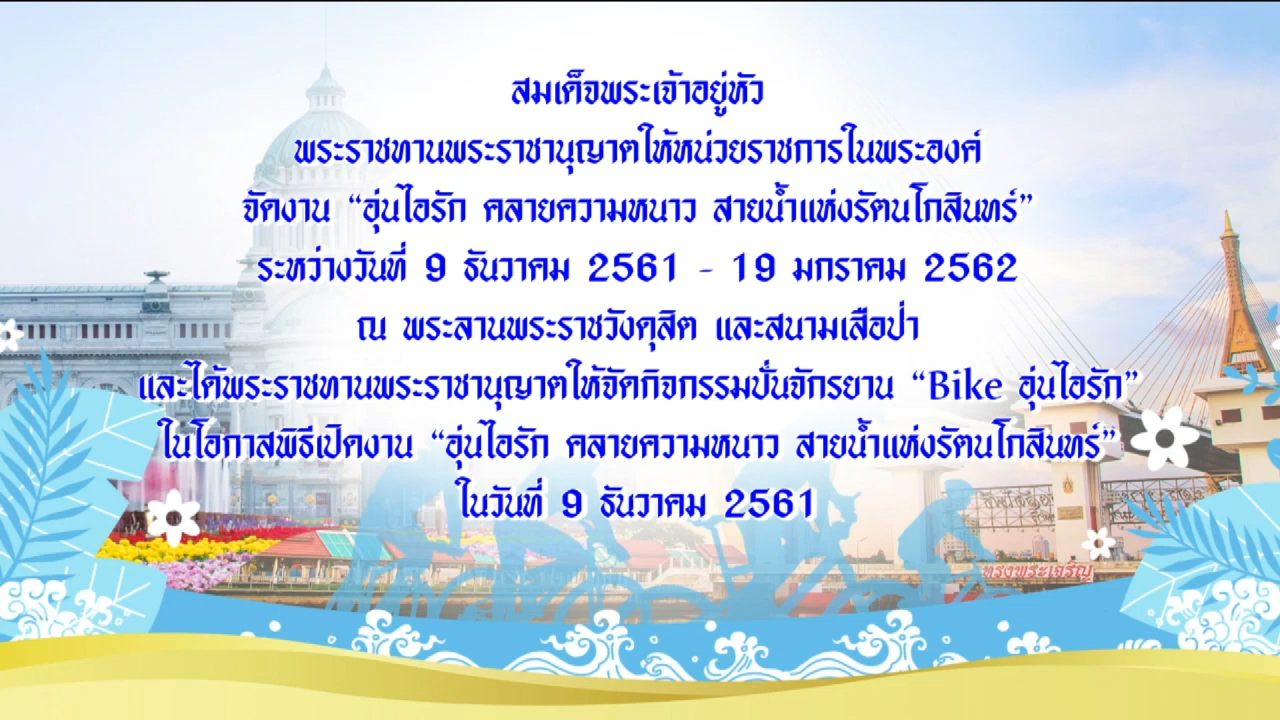 สมเด็จพระเจ้าอยู่หัว
พระราชทานพระราชานุญาตให้หน่วยราชการในพระองค์
จัดงาน “อุ่นไอรัก คลายความหนาว สายน้ำแห่งรัตนโกสินทร์”
ระหว่างวันที่ 9 ธันวาคม 2561 - 19 มกราคม 2562
ณ พระลานพระราชวังดุสิต และสนามเสือป่า
และได้พระราชทานพระราชานุญาตให้จัดกิจกรรมปั่นจักรยาน “Bike อุ่นไอรัก”
ในโอกาสพิธีเปิดงาน “อุ่นไอรัก คลายความหนาว สายน้ำแห่งรัตนโกสินทร์”
ในวันที่ 9 ธันวาคม 2561
ทรงพระเจริญ